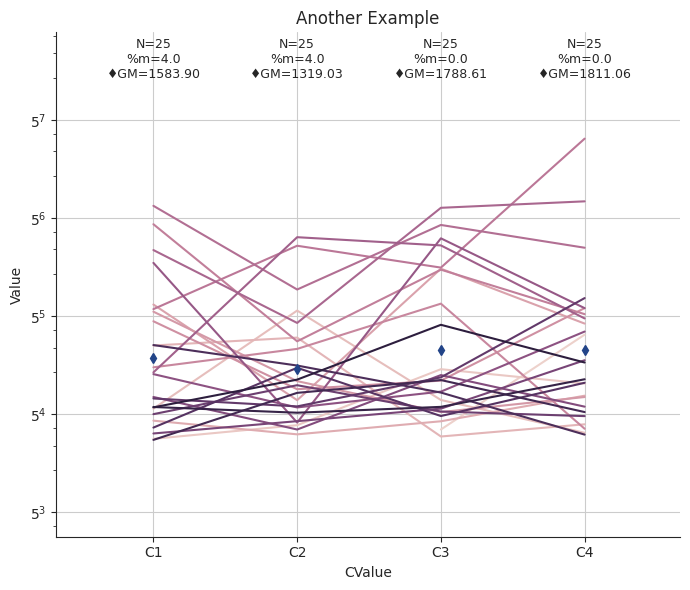 Another Example
N=25 N=25 N=25 N=25
%m=4.0 %m=4.0 %m=0.0 %m=0.0
♦GM=1583.90 ♦GM=1319.03 ♦GM=1788.61 ♦GM=1811.06
5⁷
5⁶
5⁵
5⁴
5³
Value
C1 C2 C3 C4
CValue